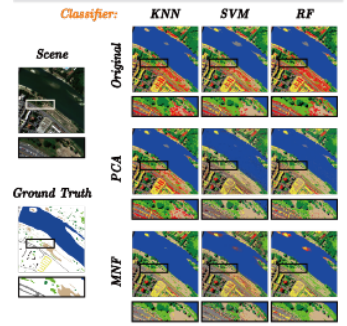 Classifier: KNN SVM RF
Scene
Original
PCA
Ground Truth
MNF